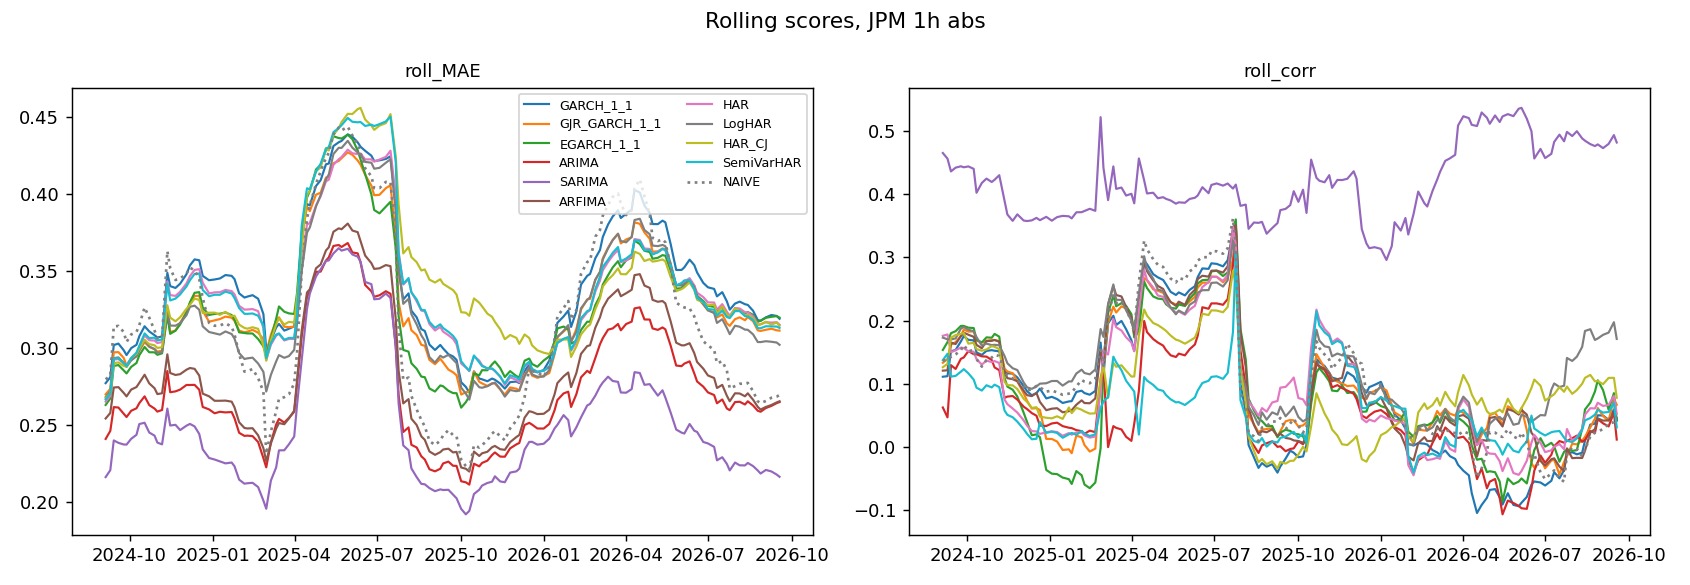 Rolling scores, JPM 1h abs
roll_MAE
0.45
0.40
0.35
0.30
0.25
0.20
GARCH_1_1
GJR_GARCH_1_1
EGARCH_1_1
ARIMA
SARIMA
ARFIMA
HAR
LogHAR
HAR_CJ
SemiVarHAR
NAIVE
2024-10 2025-01 2025-04 2025-07 2025-10 2026-01 2026-04 2026-07 2026-10
roll_corr
0.5
0.4
0.3
0.2
0.1
0.0
−0.1
2024-10 2025-01 2025-04 2025-07 2025-10 2026-01 2026-04 2026-07 2026-10